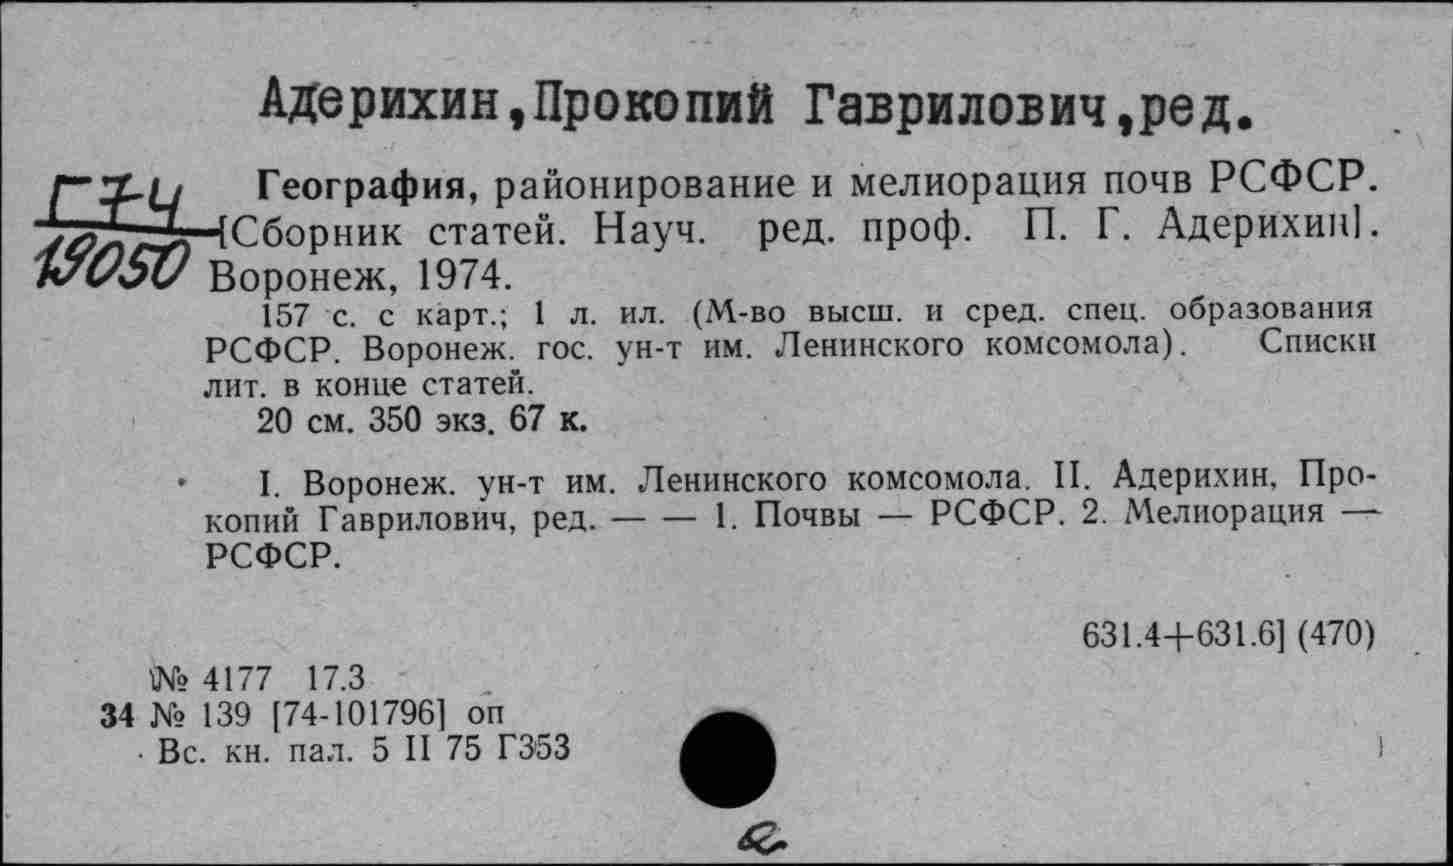 Адерихин,Прокопий Гаврилович,ред.
Г7-4
19050
География, районирование и мелиорация почв РСФСР.
[Сборник статей. Науч. ред. проф. П. Г. Адерихин].
Воронеж, 1974.
157 с. с карт.; 1 л. ил. (М-во высш. и сред. спец. образования
РСФСР. Воронеж. гос. ун-т им. Ленинского комсомола). Списки
лит. в конце статей.
20 см. 350 экз. 67 к.
I. Воронеж. ун-т им. Ленинского комсомола. II. Адерихин, Про-
копий Гаврилович, ред. — — 1. Почвы — РСФСР. 2. Мелиорация —
РСФСР.
631.4+631.6] (470)
№ 4177 17.3
34 № 139 [74-101796] оп
Вс. кн. пал. 5 II 75 Г353